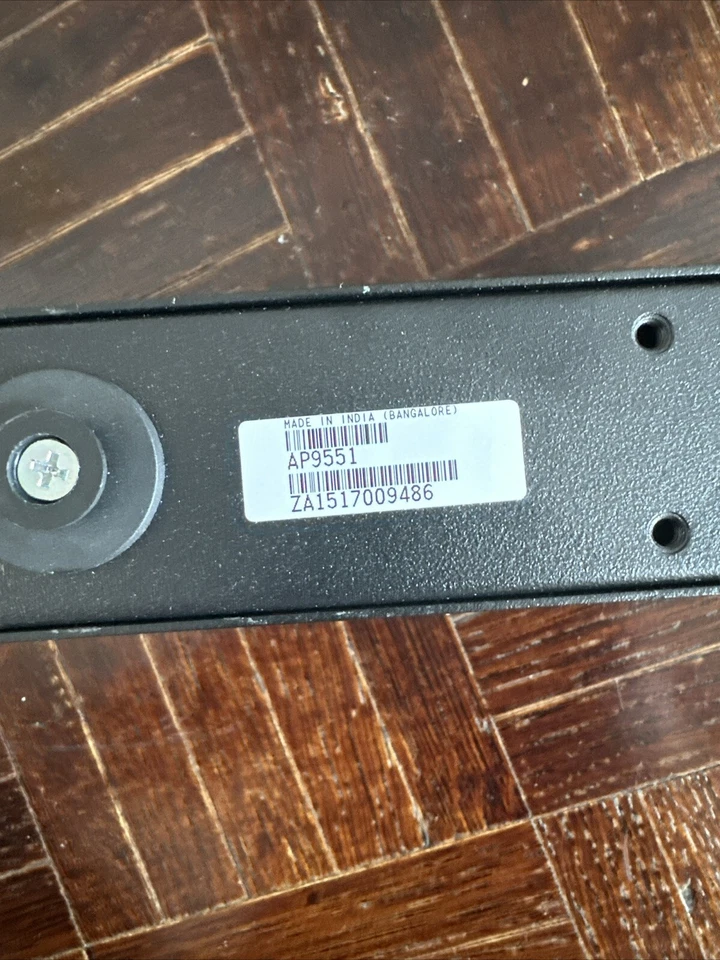 MADE IN INDIA (BANGALORE)
AP9551
ZA1517009486